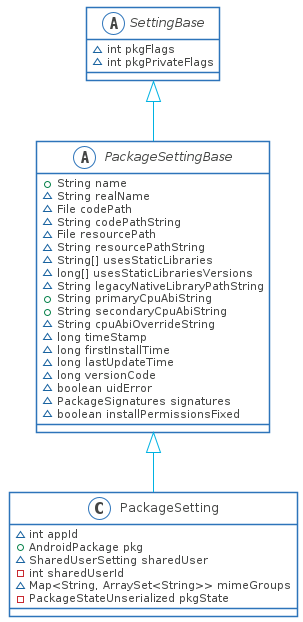 A SettingBase
int pkgFlags
int pkgPrivateFlags
A PackageSettingBase
String name
String realName
File codePath
String codePathString
File resourcePath
String resourcePathString
String[] usesStaticLibraries
long[] usesStaticLibrariesVersions
String legacyNativeLibraryPathString
String primaryCpuAbiString
String secondaryCpuAbiString
String cpuAbiOverrideString
long timeStamp
long firstInstallTime
long lastUpdateTime
long versionCode
boolean uidError
PackageSignatures signatures
boolean installPermissionsFixed
C PackageSetting
int appId
AndroidPackage pkg
SharedUserSetting sharedUser
int sharedUserId
Map<String, ArraySet<String>> mimeGroups
PackageStateUnserialized pkgState